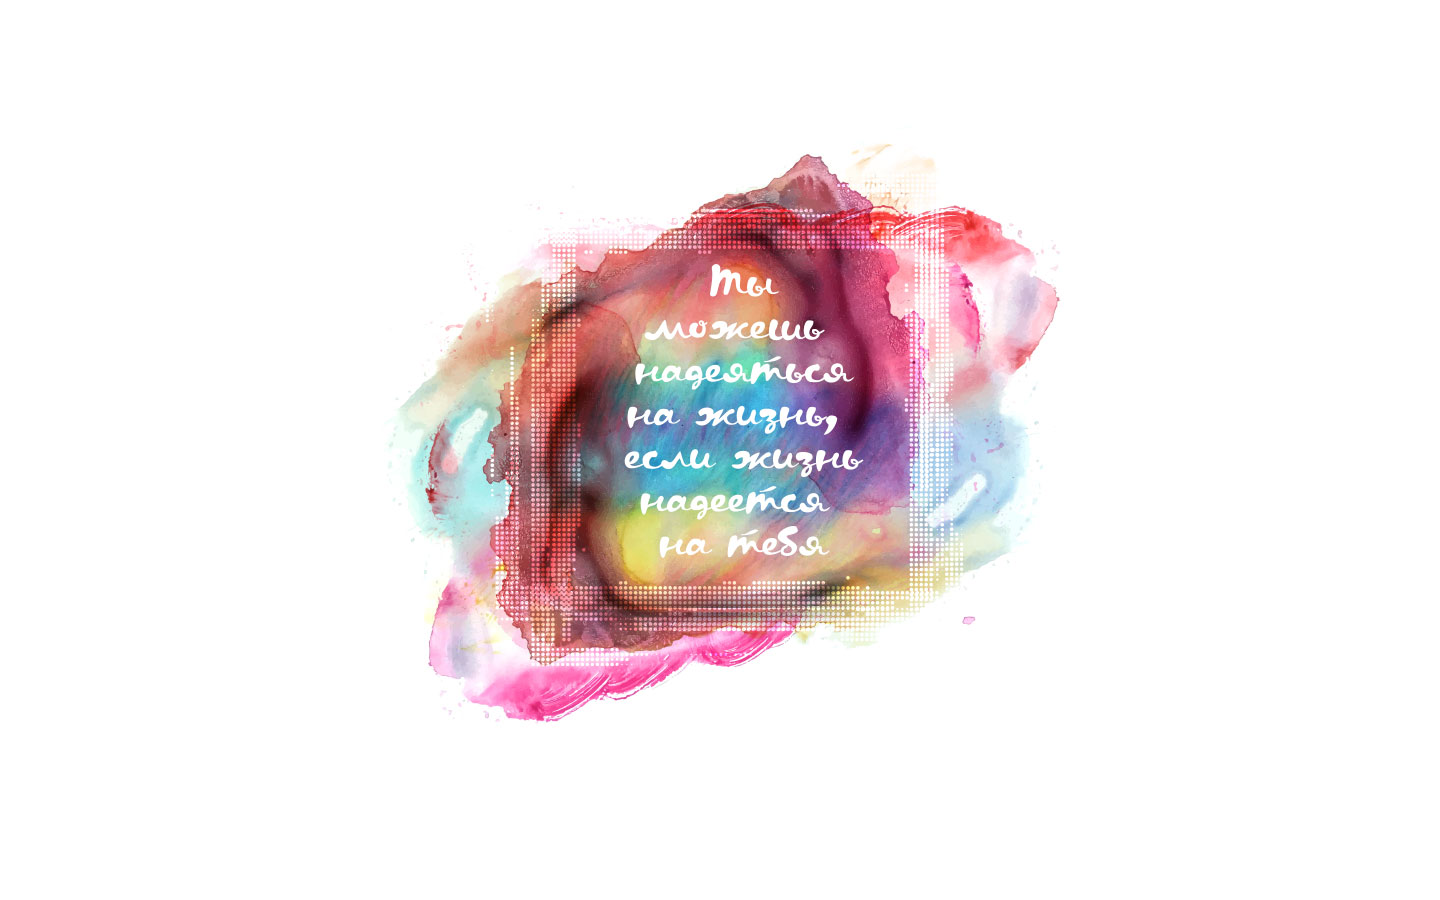 Ты
можешь
надеяться
на жизнь,
если жизнь
надеется
на тебя